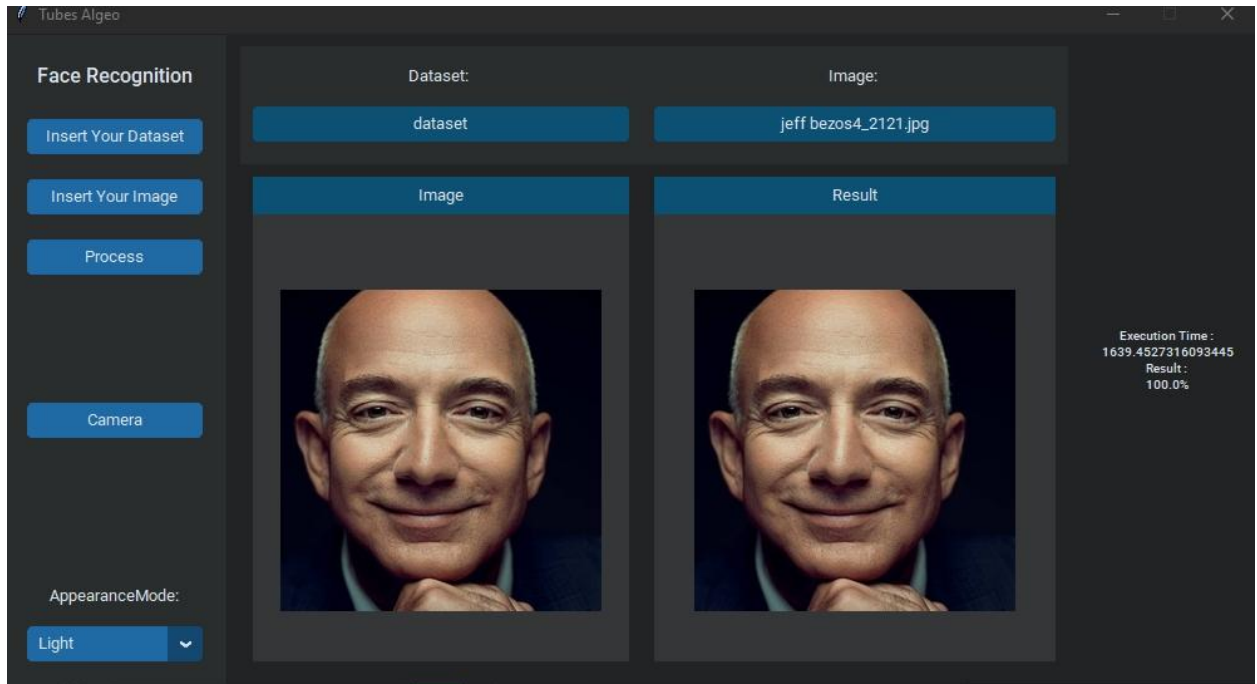 Tubes Algeo
Face Recognition
Insert Your Dataset
Insert Your Image
Process
Camera
AppearanceMode:
Light
Dataset:
dataset
Image:
jeff bezos4_2121.jpg
Image
Result
Execution Time :
1639.4527316093445
Result :
100.0%